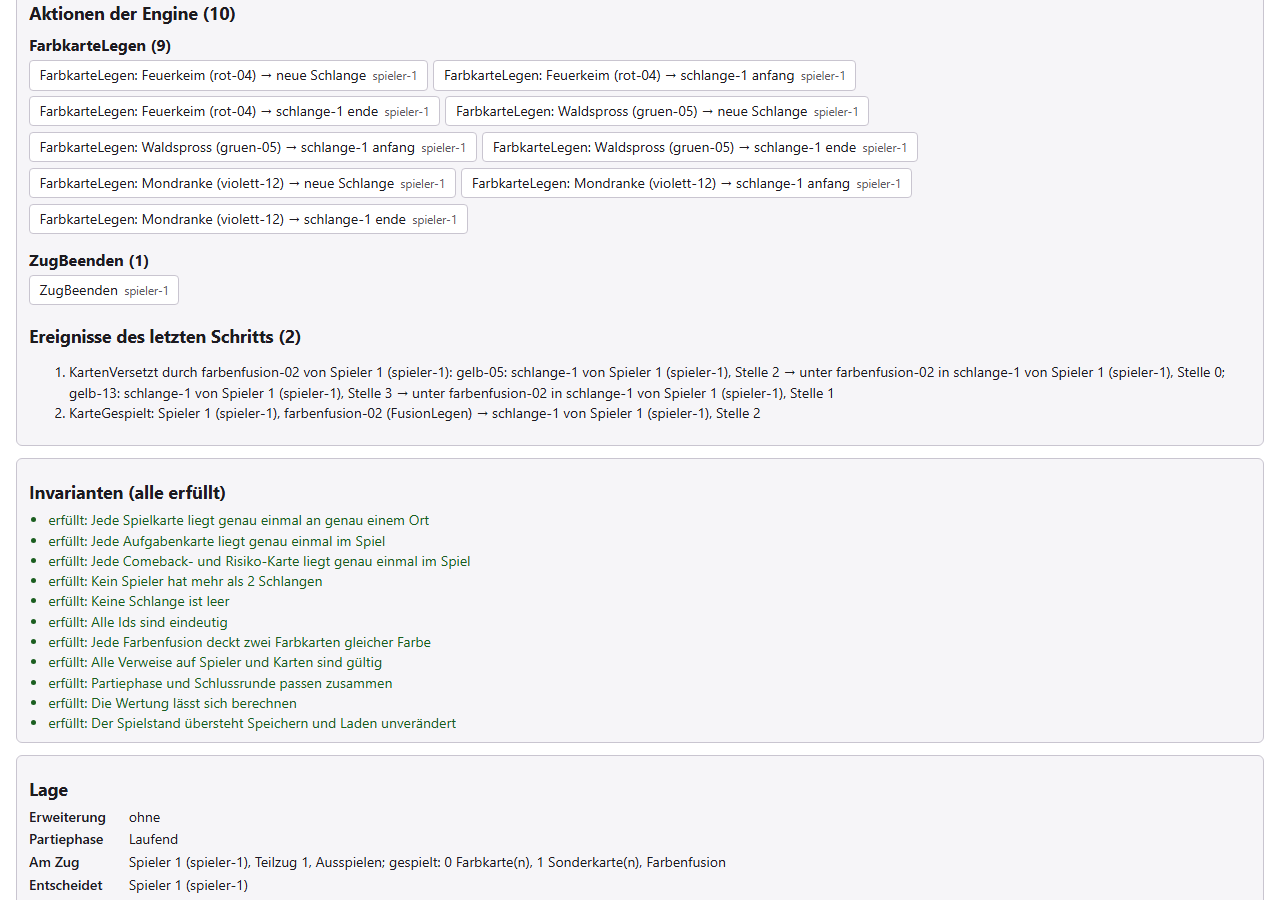 Aktionen der Engine (10)
FarbkarteLegen (9)
FarbkarteLegen: Feuerkeim (rot-04) → neue Schlange spieler-1
FarbkarteLegen: Feuerkeim (rot-04) → schlange-1 anfang spieler-1
FarbkarteLegen: Feuerkeim (rot-04) → schlange-1 ende spieler-1
FarbkarteLegen: Waldspross (gruen-05) → neue Schlange spieler-1
FarbkarteLegen: Waldspross (gruen-05) → schlange-1 anfang spieler-1
FarbkarteLegen: Waldspross (gruen-05) → schlange-1 ende spieler-1
FarbkarteLegen: Mondranke (violett-12) → neue Schlange spieler-1
FarbkarteLegen: Mondranke (violett-12) → schlange-1 anfang spieler-1
FarbkarteLegen: Mondranke (violett-12) → schlange-1 ende spieler-1
ZugBeenden (1)
ZugBeenden spieler-1
Ereignisse des letzten Schritts (2)
1. KartenVersetzt durch farbenfusion-02 von Spieler 1 (spieler-1): gelb-05: schlange-1 von Spieler 1 (spieler-1), Stelle 2 → unter farbenfusion-02 in schlange-1 von Spieler 1 (spieler-1), Stelle 0;
gelb-13: schlange-1 von Spieler 1 (spieler-1), Stelle 3 → unter farbenfusion-02 in schlange-1 von Spieler 1 (spieler-1), Stelle 1
2. KarteGespielt: Spieler 1 (spieler-1), farbenfusion-02 (FusionLegen) → schlange-1 von Spieler 1 (spieler-1), Stelle 2
Invarianten (alle erfüllt)
• erfüllt: Jede Spielkarte liegt genau einmal an genau einem Ort
• erfüllt: Jede Aufgabenkarte liegt genau einmal im Spiel
• erfüllt: Jede Comeback- und Risiko-Karte liegt genau einmal im Spiel
• erfüllt: Kein Spieler hat mehr als 2 Schlangen
• erfüllt: Keine Schlange ist leer
• erfüllt: Alle Ids sind eindeutig
• erfüllt: Jede Farbenfusion deckt zwei Farbkarten gleicher Farbe
• erfüllt: Alle Verweise auf Spieler und Karten sind gültig
• erfüllt: Partiephase und Schlussrunde passen zusammen
• erfüllt: Die Wertung lässt sich berechnen
• erfüllt: Der Spielstand übersteht Speichern und Laden unverändert
Lage
Erweiterung ohne
Partiephase Laufend
Am Zug Spieler 1 (spieler-1), Teilzug 1, Ausspielen; gespielt: 0 Farbkarte(n), 1 Sonderkarte(n), Farbenfusion
Entscheidet Spieler 1 (spieler-1)